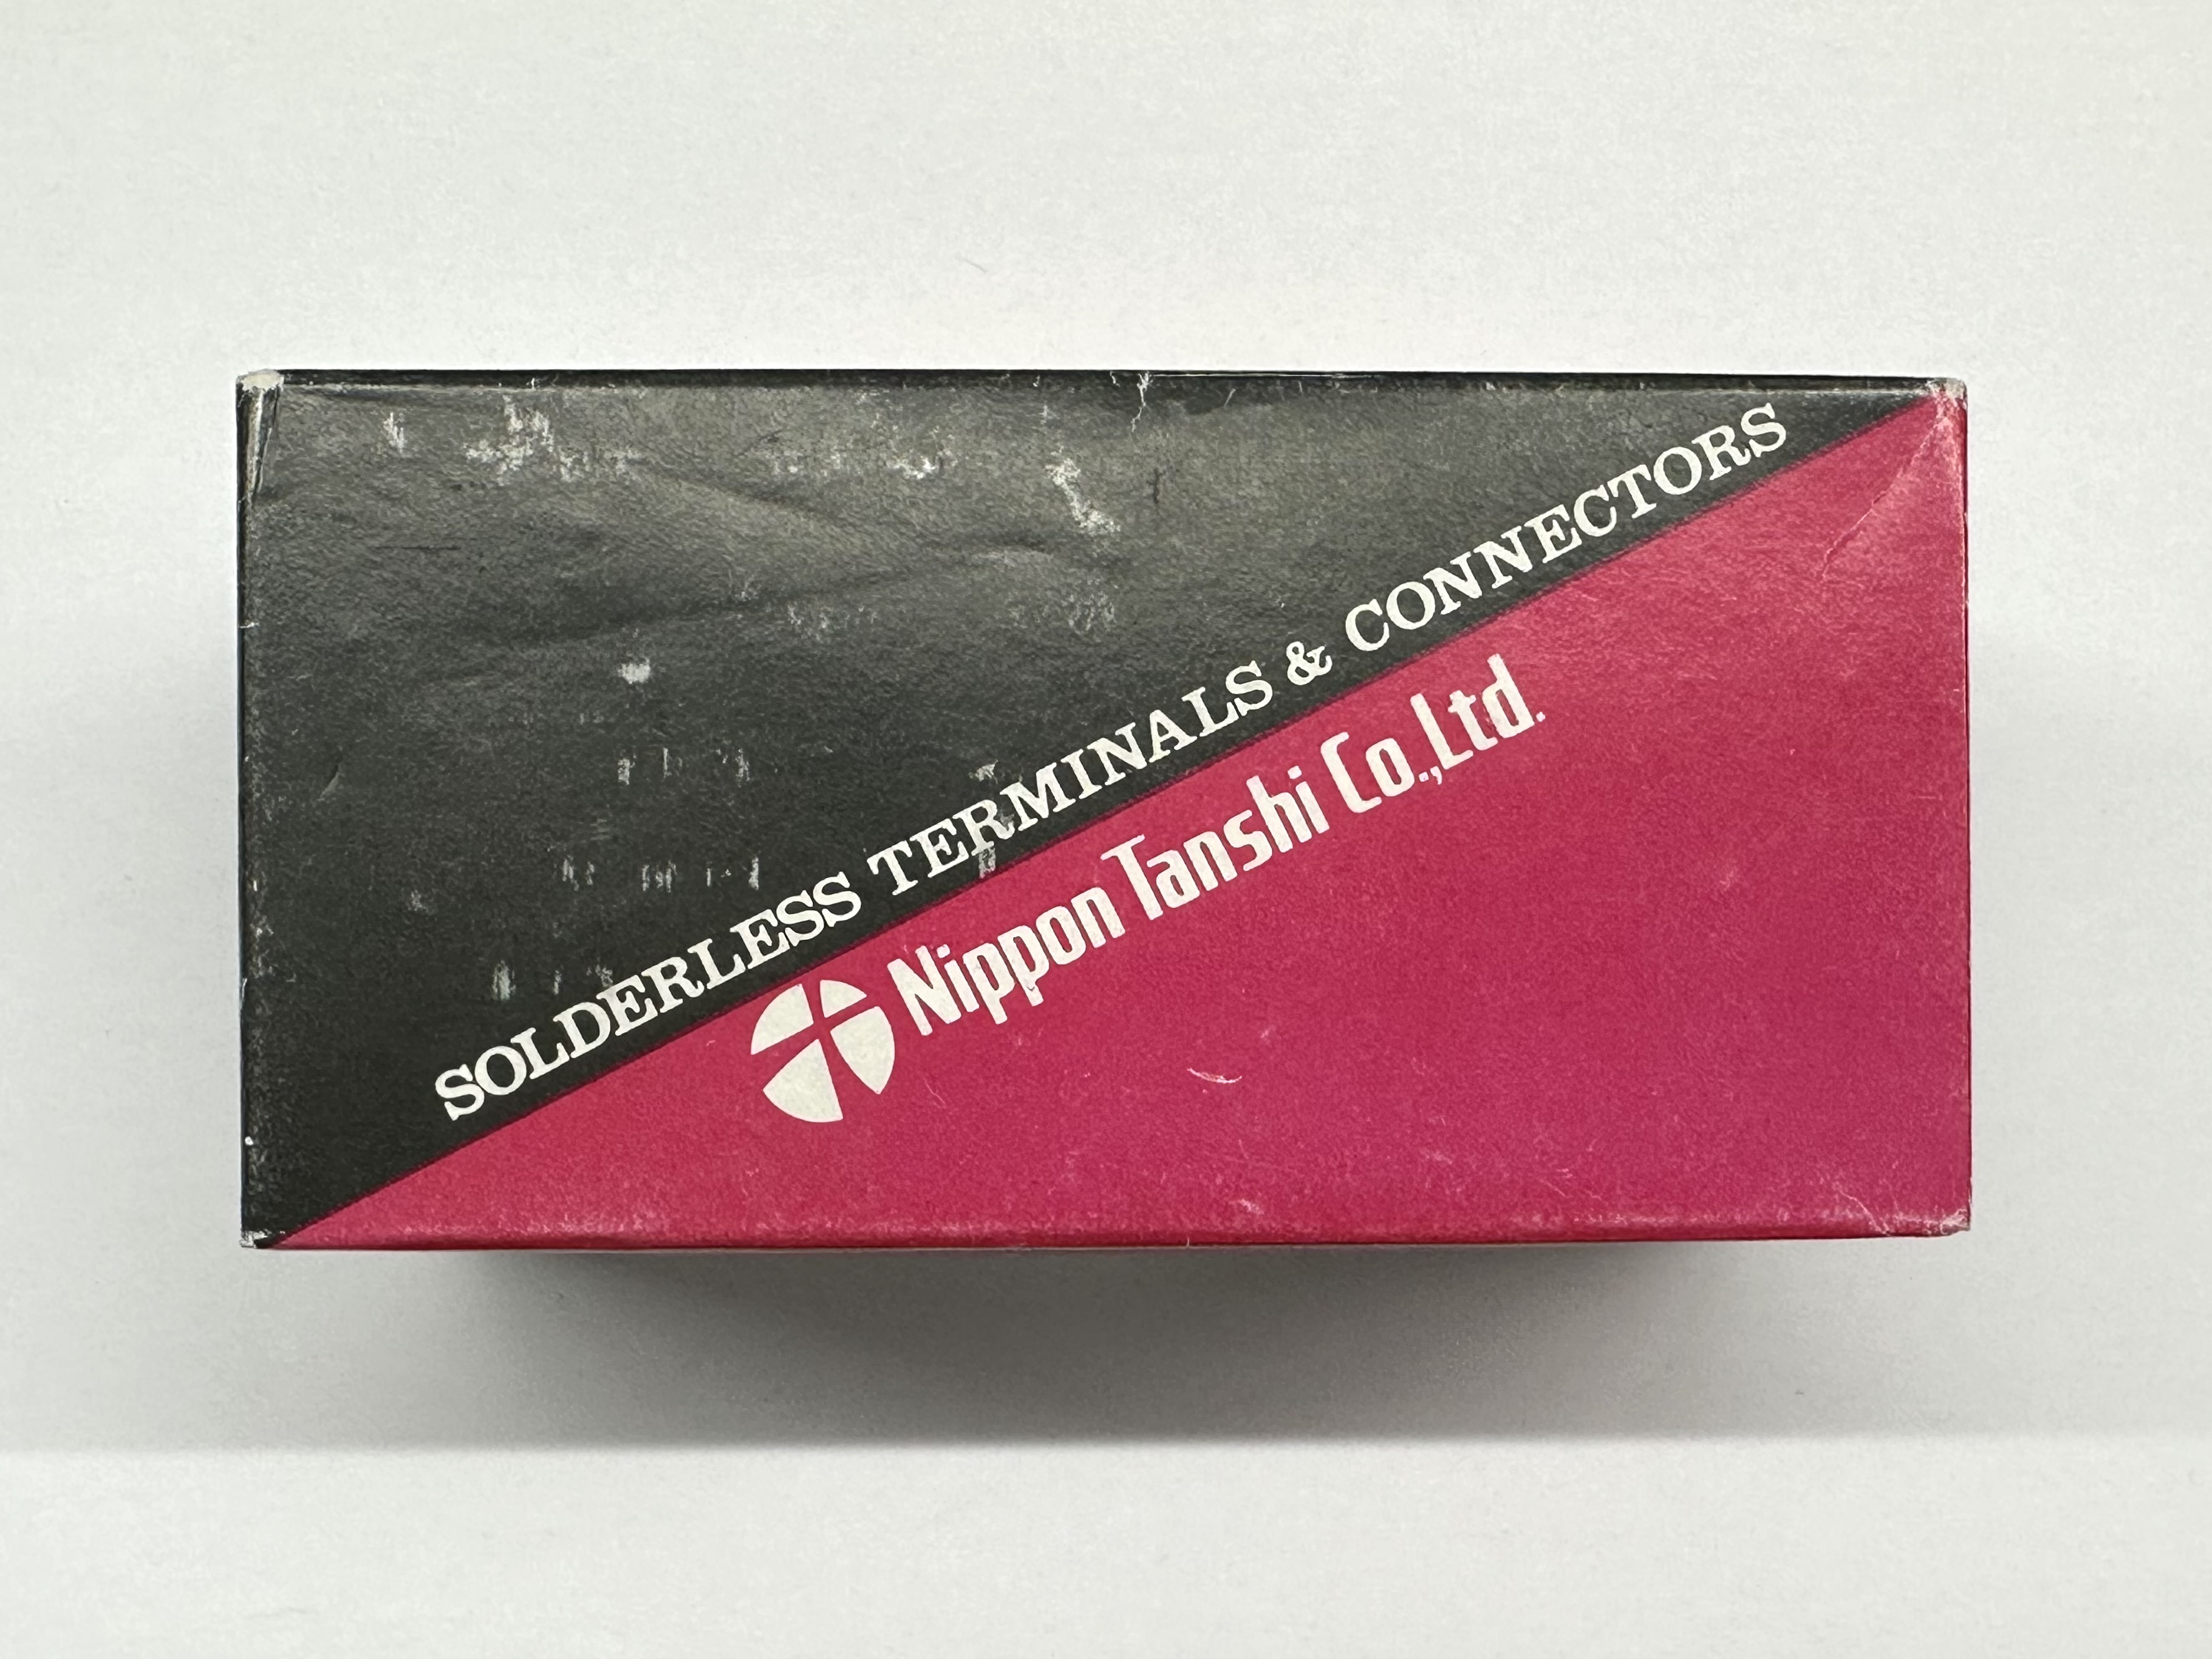 SOLDERLESS TERMINALS & CONNECTORS
Nippon Tanshi Co.,Ltd.